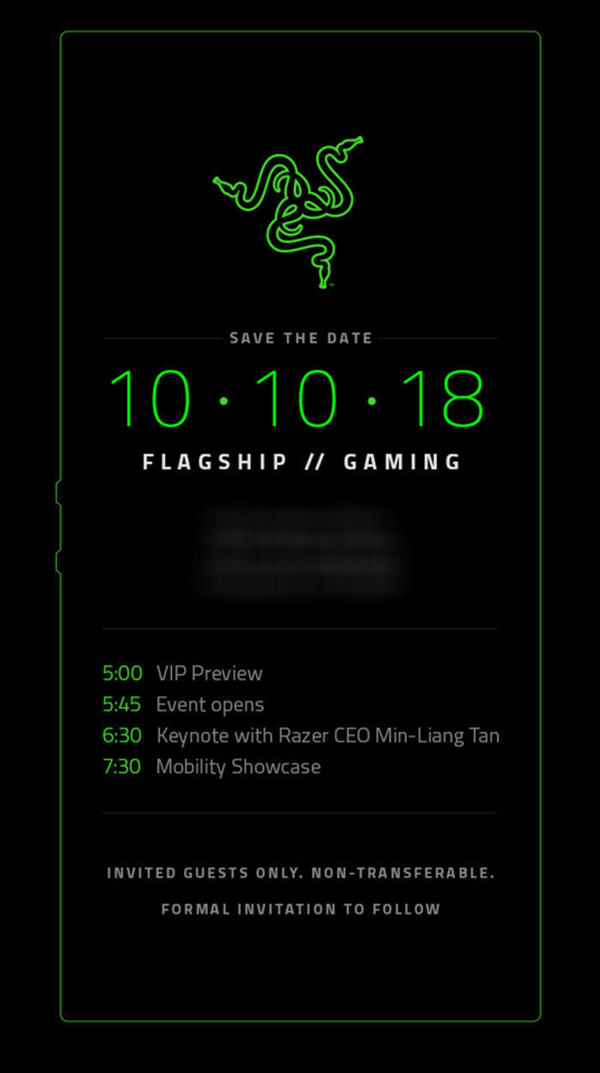 SAVE THE DATE
10 · 10 · 18
FLAGSHIP // GAMING
5:00 VIP Preview
5:45 Event opens
6:30 Keynote with Razer CEO Min-Liang Tan
7:30 Mobility Showcase
INVITED GUESTS ONLY. NON-TRANSFERABLE.
FORMAL INVITATION TO FOLLOW